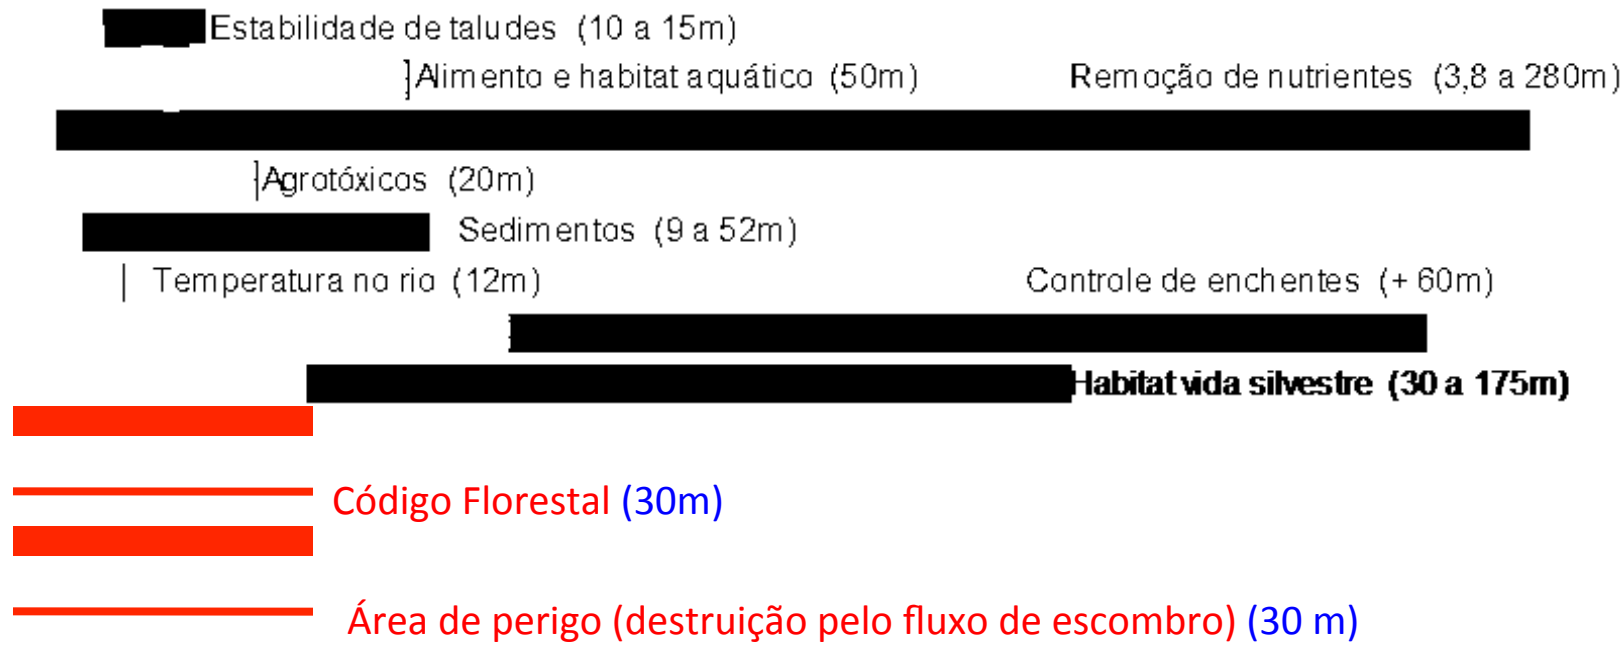 Estabilidade de taludes (10 a 15m)
Alimento e habitat aquático (50m)
Remoção de nutrientes (3,8 a 280m)
Agrotóxicos (20m)
Sedimentos (9 a 52m)
Temperatura no rio (12m)
Controle de enchentes (+ 60m)
Habitat vida silvestre (30 a 175m)
Código Florestal (30m)
Área de perigo (destruição pelo fluxo de escombro) (30 m)